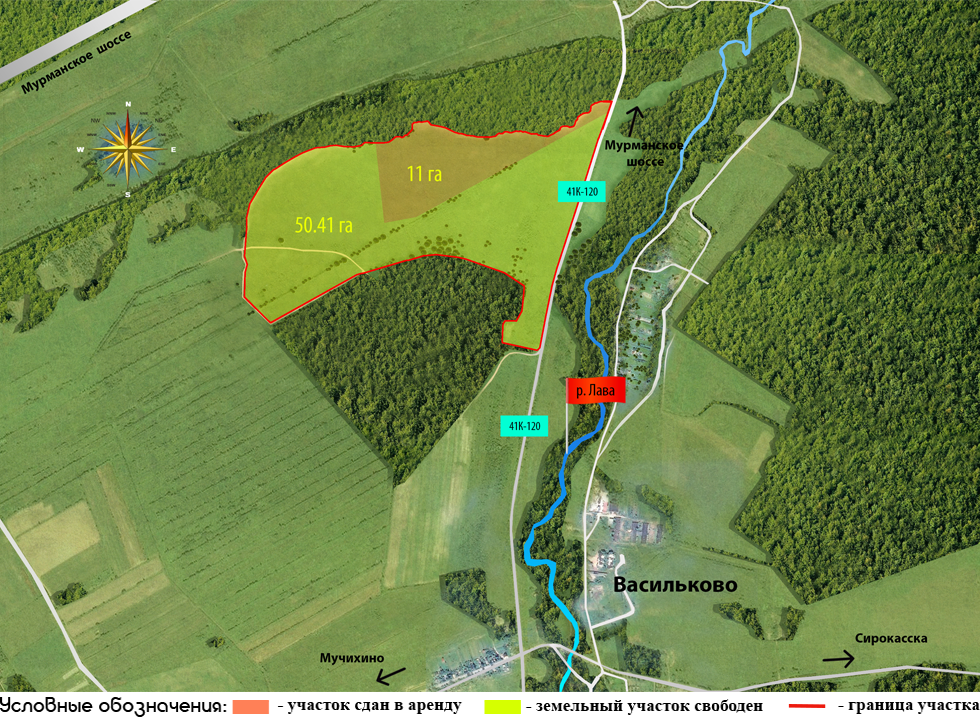 Мурманское шоссе
N
W
E
S
11 га
50.41 га
Мурманское
шоссе
41К-120
р. Лава
41К-120
Васильково
Сирокасска
Мучихино
Условные обозначения:
- участок сдан в аренду
- земельный участок свободен
- граница участк